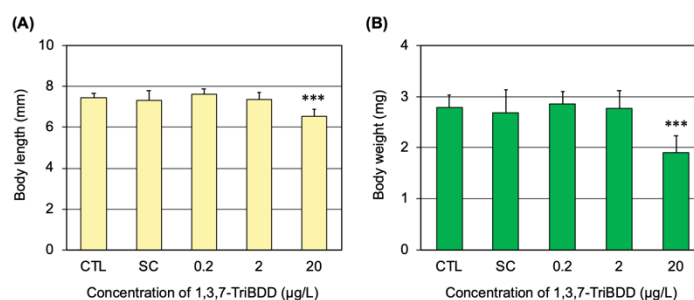 (A)
10
8
6
4
2
0
Body length (mm)
***
CTL SC 0.2 2 20
Concentration of 1,3,7-TriBDD (µg/L)
(B)
4
3
2
1
0
Body weight (mg)
***
CTL SC 0.2 2 20
Concentration of 1,3,7-TriBDD (µg/L)